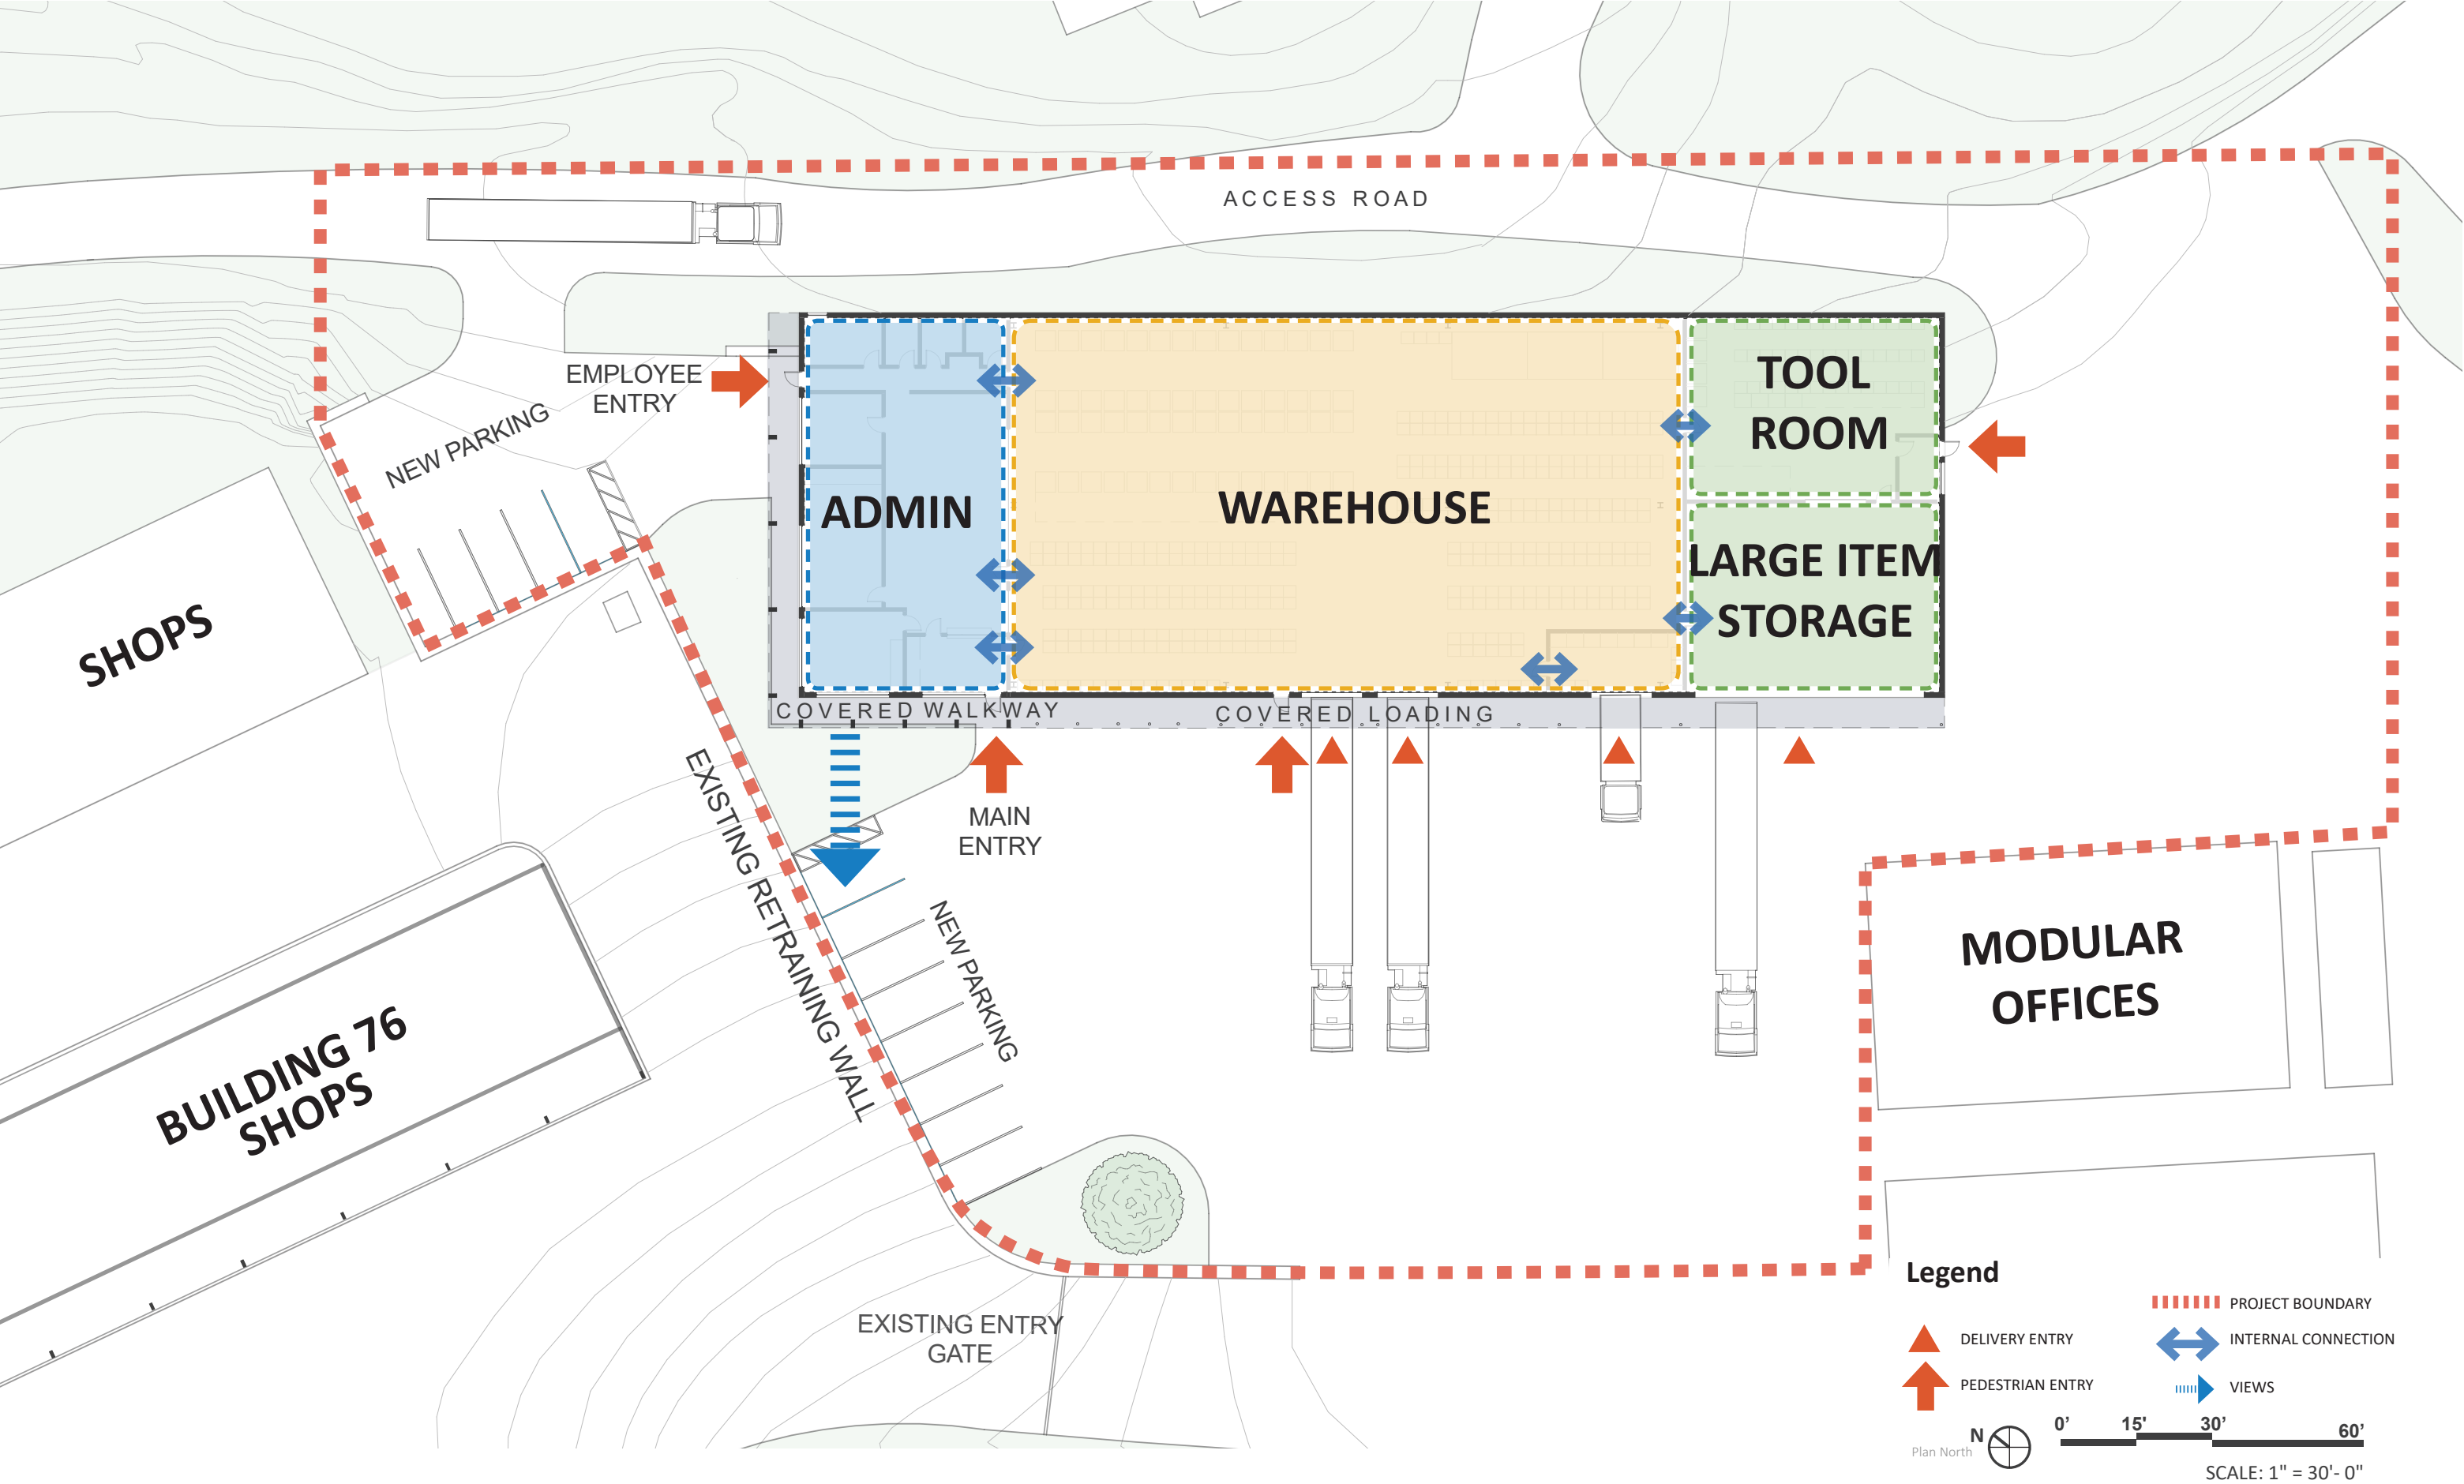 ACCESS ROAD
EMPLOYEE
ENTRY
NEW PARKING
TOOL
ROOM
ADMIN
WAREHOUSE
LARGE ITEM
STORAGE
SHOPS
COVERED WALKWAY
COVERED LOADING
MAIN
ENTRY
EXISTING RETRAINING WALL
NEW PARKING
MODULAR
OFFICES
BUILDING 76
SHOPS
EXISTING ENTRY
GATE
Legend
PROJECT BOUNDARY
DELIVERY ENTRY
INTERNAL CONNECTION
PEDESTRIAN ENTRY
VIEWS
N
Plan North
0’ 15’ 30’ 60’
SCALE: 1" = 30'- 0"